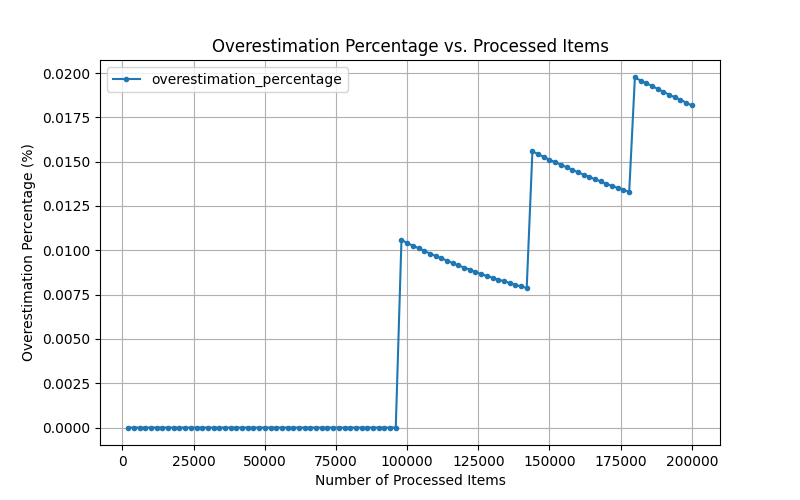 Overestimation Percentage vs. Processed Items
overestimation_percentage
Overestimation Percentage (%)
0.0200
0.0175
0.0150
0.0125
0.0100
0.0075
0.0050
0.0025
0.0000
0 25000 50000 75000 100000 125000 150000 175000 200000
Number of Processed Items